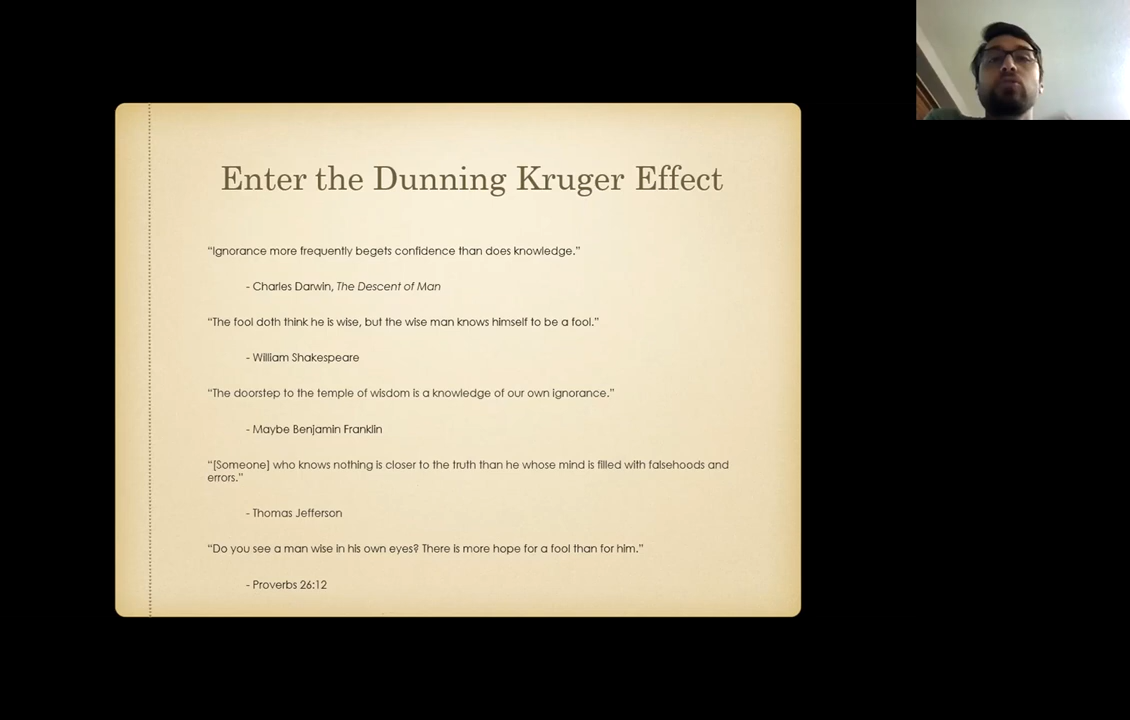 Enter the Dunning Kruger Effect
“Ignorance more frequently begets confidence than does knowledge.”
- Charles Darwin, The Descent of Man
“The fool doth think he is wise, but the wise man knows himself to be a fool.”
- William Shakespeare
“The doorstep to the temple of wisdom is a knowledge of our own ignorance.”
- Maybe Benjamin Franklin
“[Someone] who knows nothing is closer to the truth than he whose mind is filled with falsehoods and
errors.”
- Thomas Jefferson
“Do you see a man wise in his own eyes? There is more hope for a fool than for him.”
- Proverbs 26:12